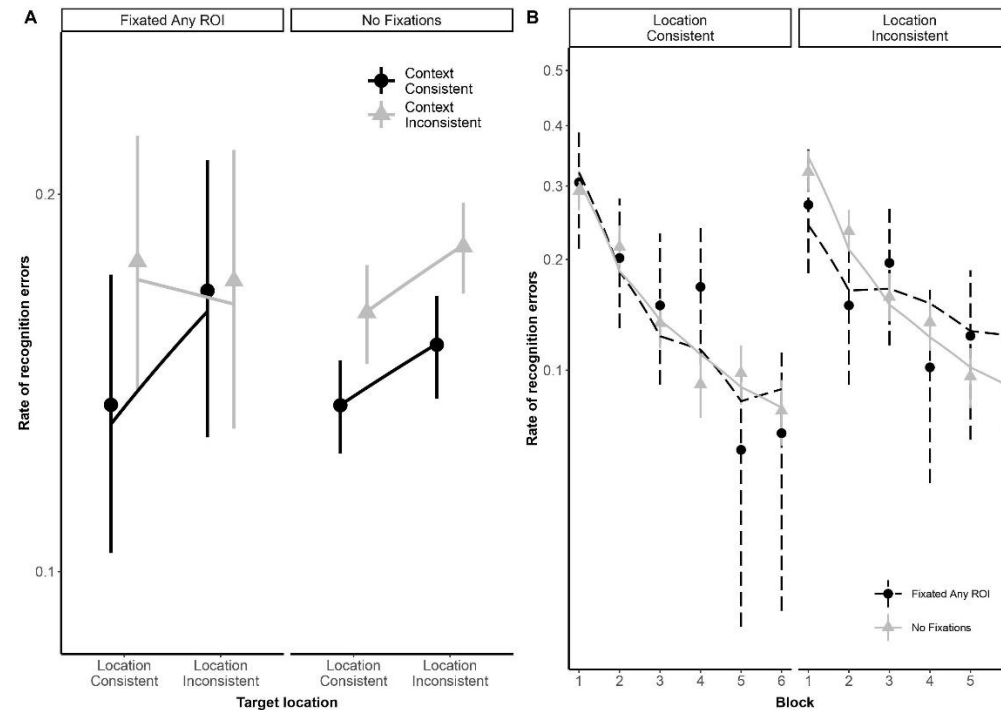 A
Fixated Any ROI
No Fixations
Rate of recognition errors
0.2
0.1
Context
Consistent
Context
Inconsistent
Location
Consistent
Location
Inconsistent
Location
Consistent
Location
Inconsistent
Target location
B
Location
Consistent
Location
Inconsistent
Rate of recognition errors
0.5
0.4
0.3
0.2
0.1
Fixated Any ROI
No Fixations
1 2 3 4 5 6
1 2 3 4 5
Block